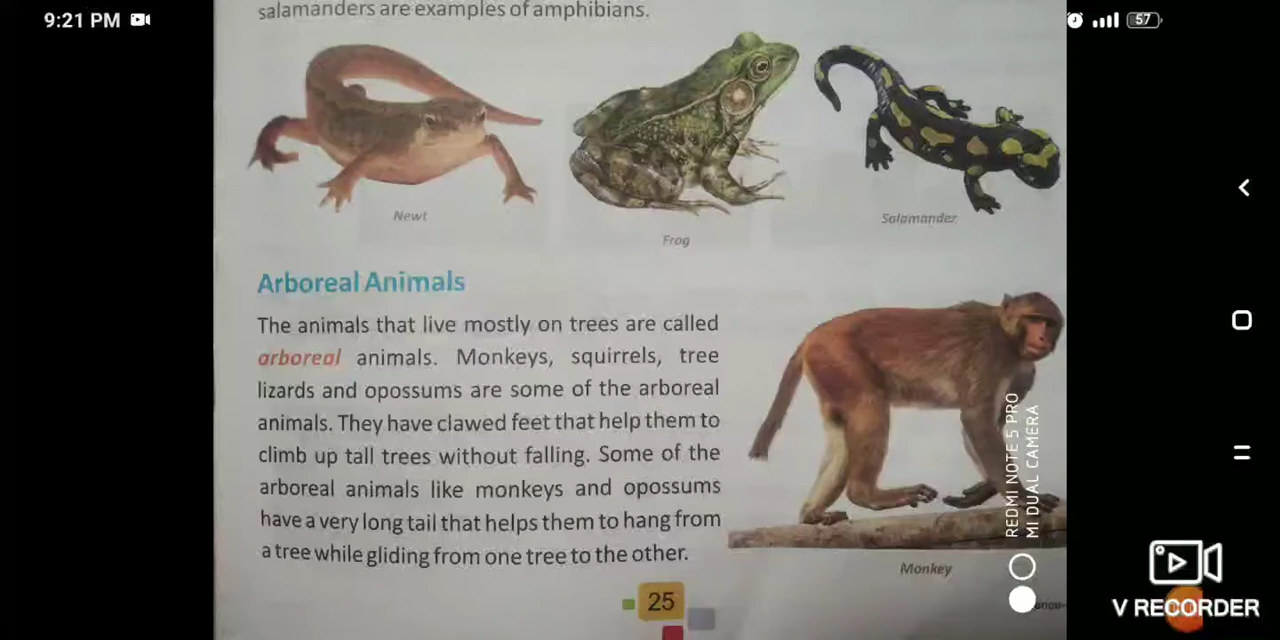 9:21 PM
57
salamanders are examples of amphibians.
Newt
Frog
Salamander
Arboreal Animals
The animals that live mostly on trees are called
arboreal animals. Monkeys, squirrels, tree
lizards and opossums are some of the arboreal
animals. They have clawed feet that help them to
climb up tall trees without falling. Some of the
arboreal animals like monkeys and opossums
have a very long tail that helps them to hang from
a tree while gliding from one tree to the other.
Monkey
25
REDMI NOTE 5 PRO
MI DUAL CAMERA
V RECORDER